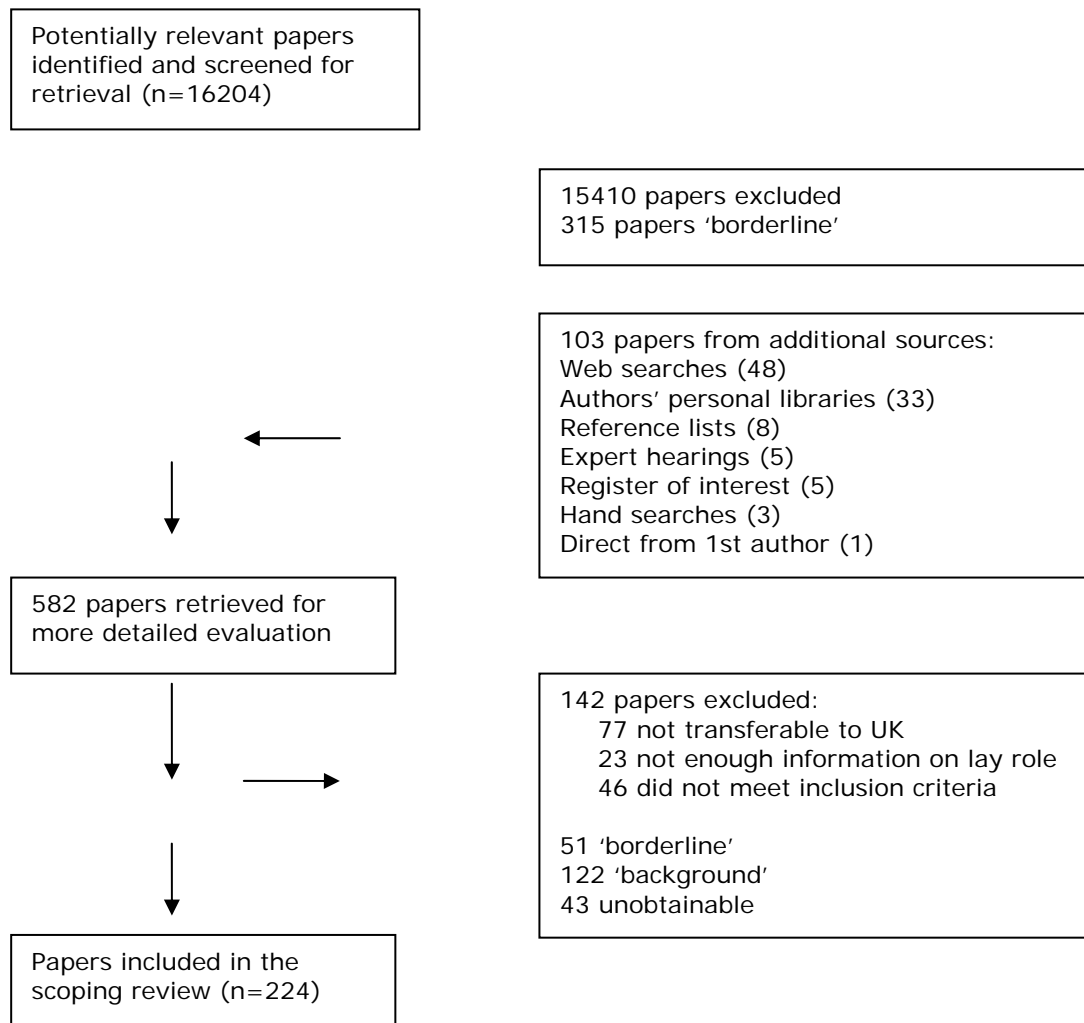 Potentially relevant papers
identified and screened for
retrieval (n=16204)
15410 papers excluded
315 papers ‘borderline’
103 papers from additional sources:
Web searches (48)
Authors’ personal libraries (33)
Reference lists (8)
Expert hearings (5)
Register of interest (5)
Hand searches (3)
Direct from 1st author (1)
582 papers retrieved for
more detailed evaluation
142 papers excluded:
77 not transferable to UK
23 not enough information on lay role
46 did not meet inclusion criteria
51 ‘borderline’
122 ‘background’
43 unobtainable
Papers included in the
scoping review (n=224)